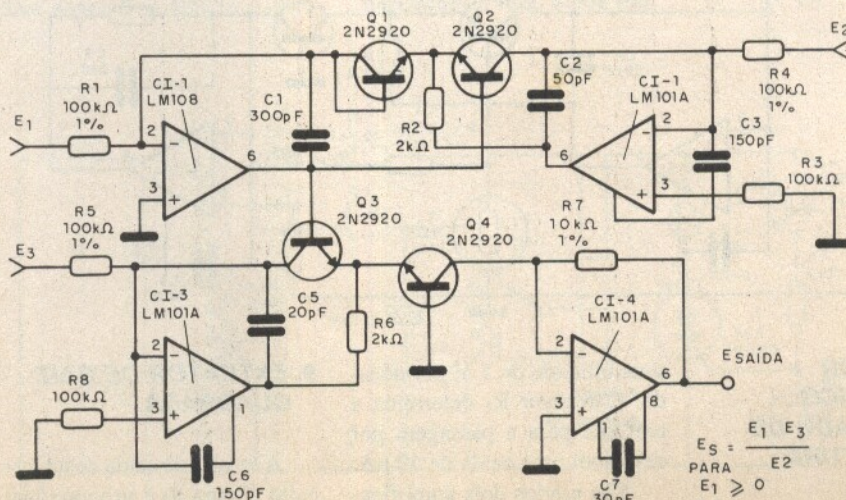 Q1
2N2920
Q2
2N2920
E2
R1
100kΩ
1%
CI-1
LM108
C1
300pF
R2
2kΩ
C2
50pF
CI-1
LM101A
R4
100kΩ
1%
C3
150pF
E1
2
-
3
+
6
2
-
3
+
6
R3
100kΩ
R5
100kΩ
1%
Q3
2N2920
Q4
2N2920
R7
10kΩ
1%
E3
CI-3
LM101A
C5
20pF
R6
2kΩ
CI-4
LM101A
2
-
3
+
1
R8
100kΩ
C6
150pF
2
-
3
+
6
1
8
C7
30pF
E SAÍDA
ES = E1 E3 / E2
PARA
E1 ≥ 0